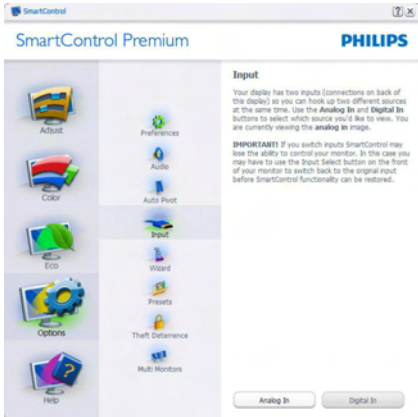 SmartControl
SmartControl Premium
PHILIPS
Adjust
Color
Eco
Options
Help
Preferences
Audio
Auto Pivot
Input
Wizard
Presets
Theft Deterrence
Multi Monitors
Input
Your display has two inputs (connections on back of
this display) so you can hook up two different sources
at the same time. Use the Analog In and Digital In
buttons to select which source you'd like to view. You
are currently viewing the analog in image.
IMPORTANT! If you switch inputs SmartControl may
lose the ability to control your monitor. In this case you
may have to use the Input Select button on the front
of your monitor to switch back to the original input
before SmartControl functionality can be restored.
Analog In
Digital In